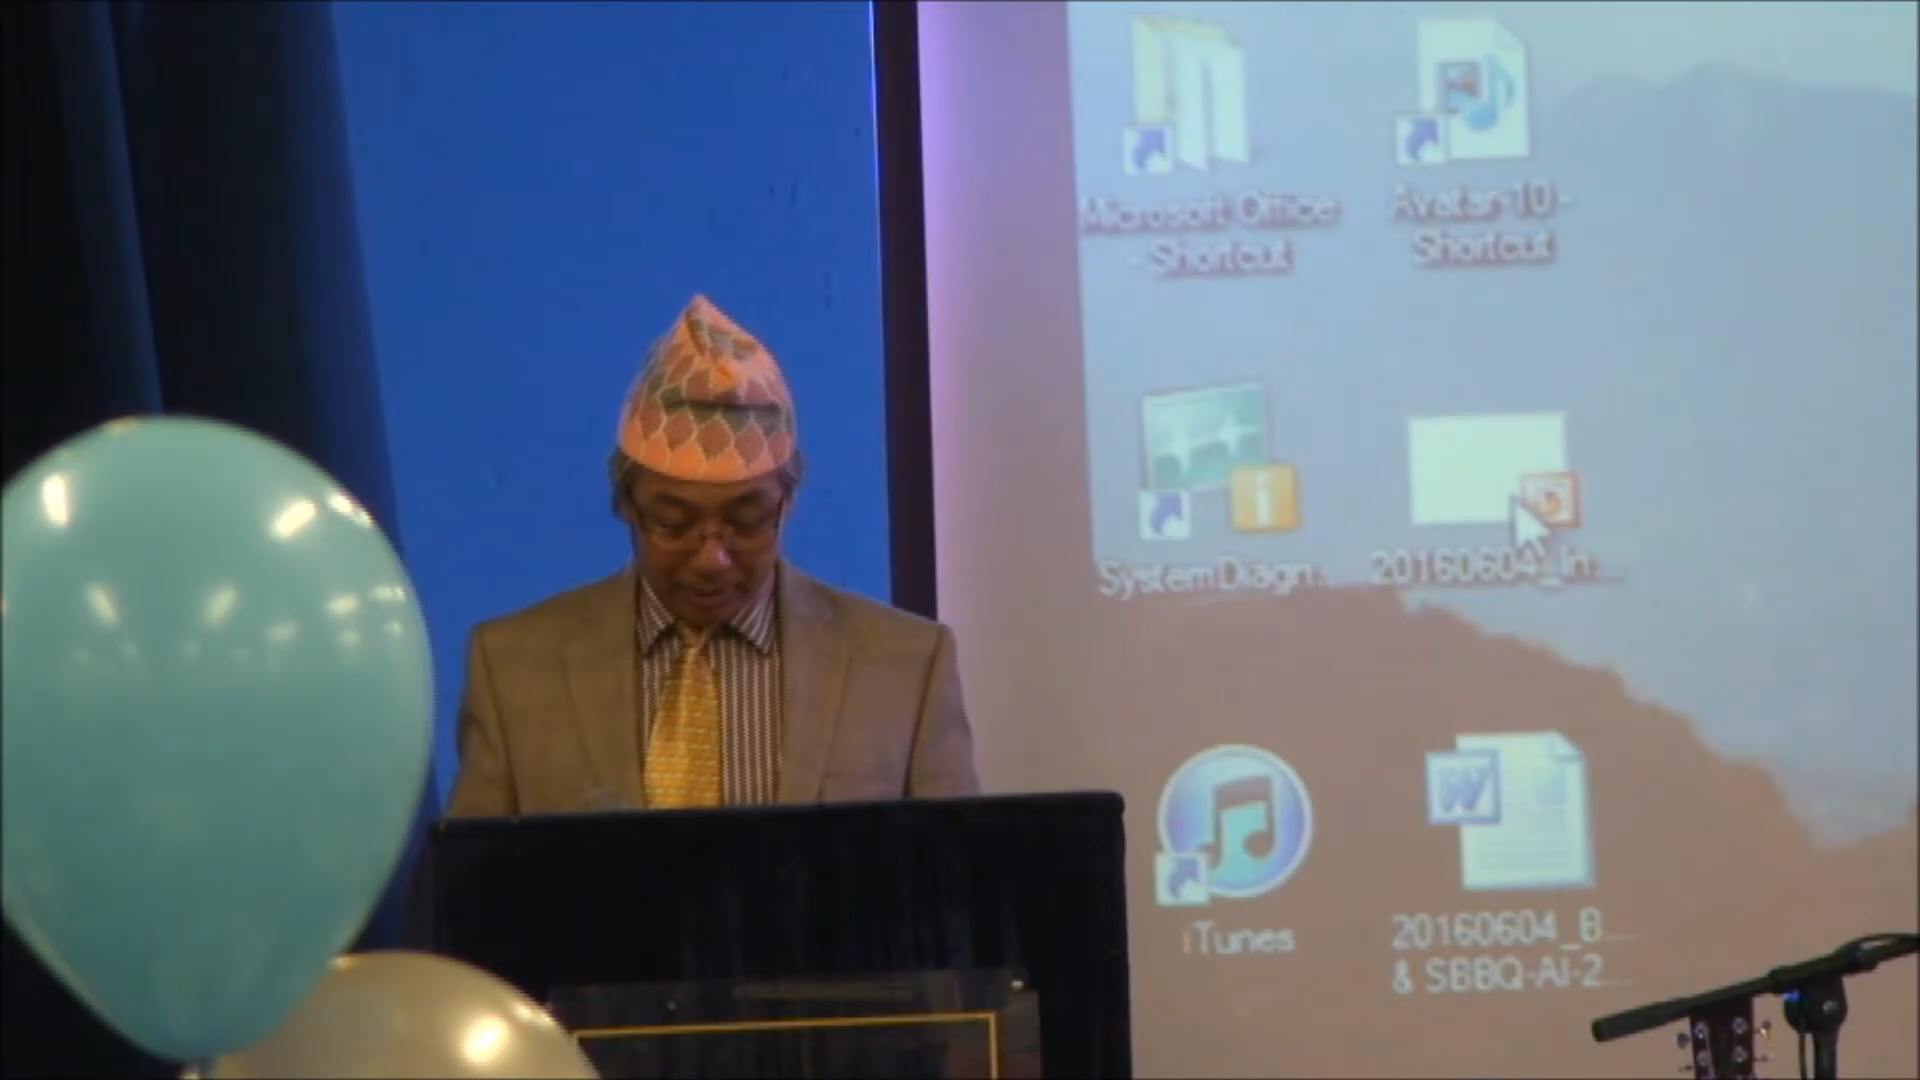 Microsoft Office
- Shortcut
Avatar-10 -
Shortcut
SystemDiagn...
20160604_In...
iTunes
20160604_B...
& SBBQ-AI-2...